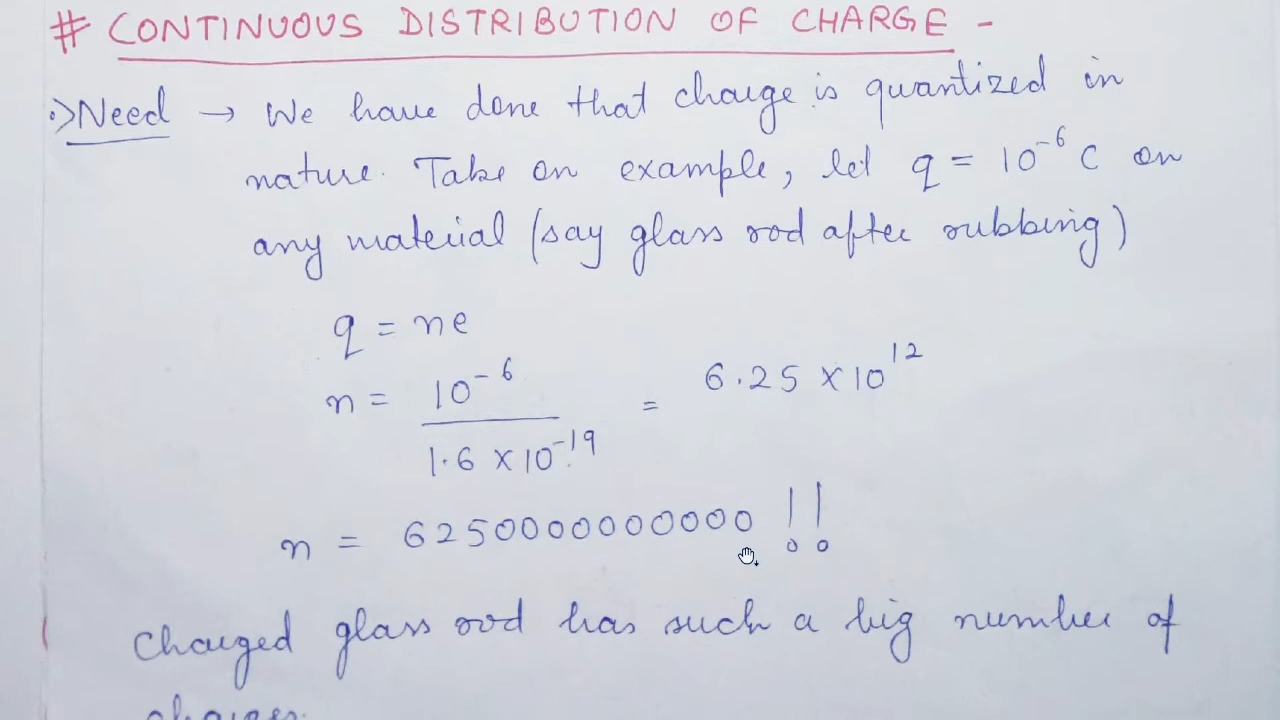 # CONTINUOUS DISTRIBUTION OF CHARGE -
:> Need → We have done that charge is quantized in
nature. Take an example, let q = 10⁻⁶ C on
any material (say glass rod after rubbing)
q = ne
n = 10⁻⁶ / 1.6 × 10⁻¹⁹ = 6.25 × 10¹²
n = 6250000000000 !!
Charged glass rod has such a big number of
charges.